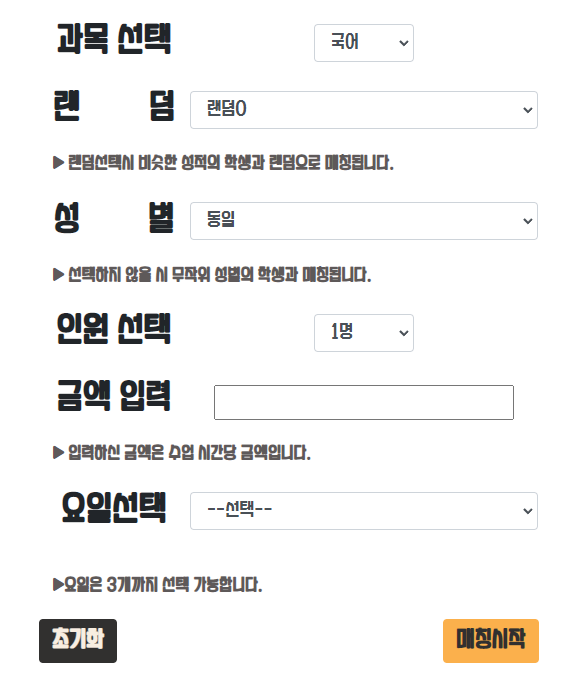 과목 선택 국어
랜 덤 랜덤O
▶ 랜덤선택시 비슷한 성적의 학생과 랜덤으로 매칭됩니다.
성 별 동일
▶ 선택하지 않을 시 무작위 성별의 학생과 매칭됩니다.
인원 선택 1명
금액 입력
▶ 입력하신 금액은 수업 시간당 금액입니다.
요일선택 --선택--
▶요일은 3개까지 선택 가능합니다.
초기화 매칭시작